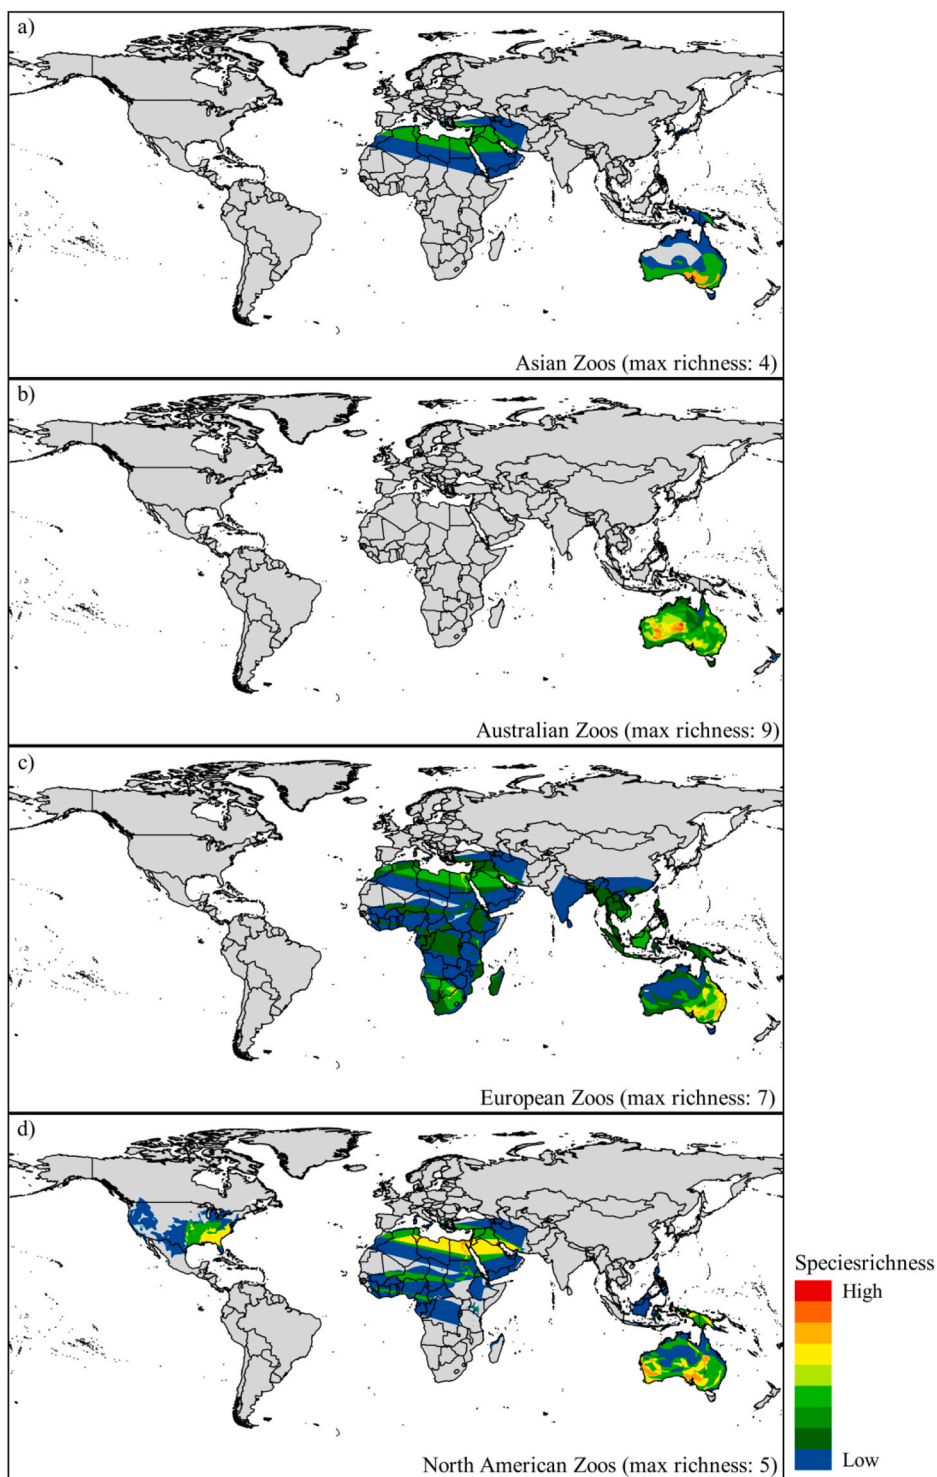 a)
Asian Zoos (max richness: 4)
b)
Australian Zoos (max richness: 9)
c)
European Zoos (max richness: 7)
d)
Speciesrichness
High
Low
North American Zoos (max richness: 5)